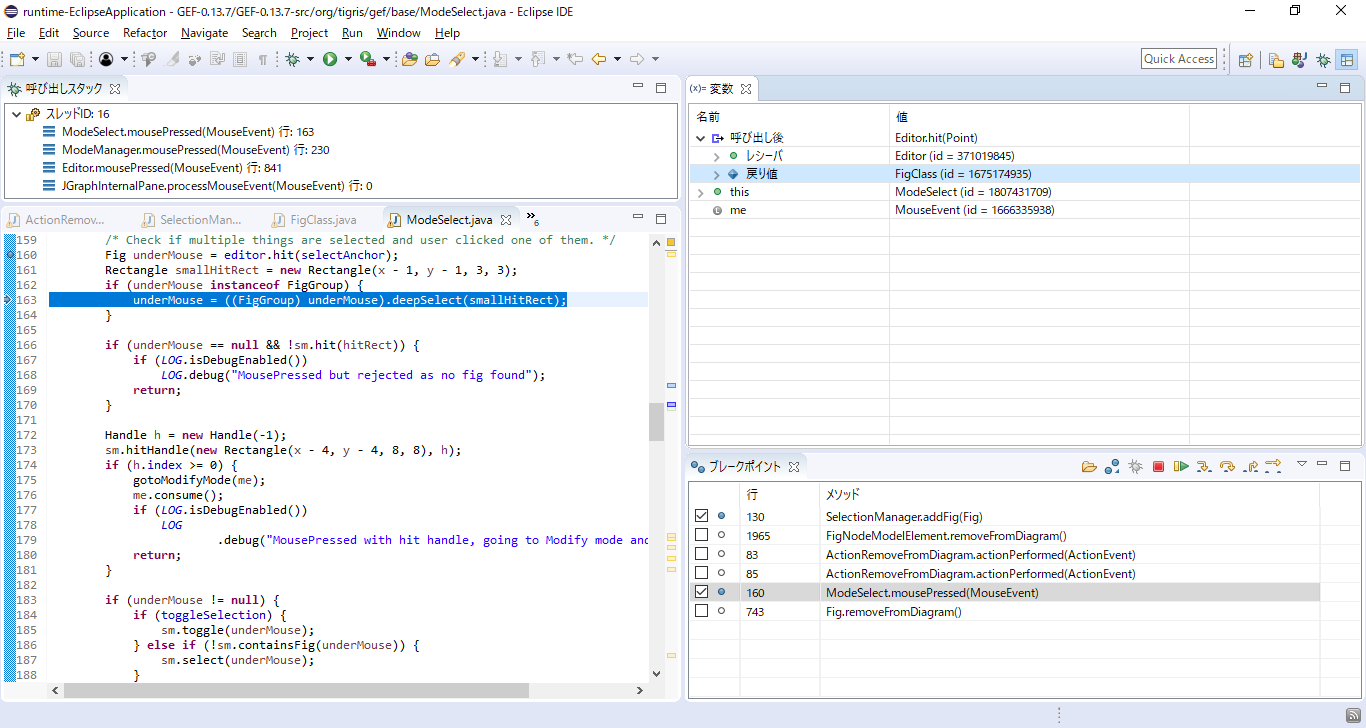 runtime-EclipseApplication - GEF-0.13.7/GEF-0.13.7-src/org/tigris/gef/base/ModeSelect.java - Eclipse IDE
File Edit Source Refactor Navigate Search Project Run Window Help
Quick Access
呼び出しスタック
スレッドID: 16
ModeSelect.mousePressed(MouseEvent) 行: 163
ModeManager.mousePressed(MouseEvent) 行: 230
Editor.mousePressed(MouseEvent) 行: 841
JGraphInternalPane.processMouseEvent(MouseEvent) 行: 0
ActionRemov... SelectionMan... FigClass.java ModeSelect.java »6
159 /* Check if multiple things are selected and user clicked one of them. */
160 Fig underMouse = editor.hit(selectAnchor);
161 Rectangle smallHitRect = new Rectangle(x - 1, y - 1, 3, 3);
162 if (underMouse instanceof FigGroup) {
163 underMouse = ((FigGroup) underMouse).deepSelect(smallHitRect);
164 }
165
166 if (underMouse == null && !sm.hit(hitRect)) {
167 if (LOG.isDebugEnabled())
168 LOG.debug("MousePressed but rejected as no fig found");
169 return;
170 }
171
172 Handle h = new Handle(-1);
173 sm.hitHandle(new Rectangle(x - 4, y - 4, 8, 8), h);
174 if (h.index >= 0) {
175 gotoModifyMode(me);
176 me.consume();
177 if (LOG.isDebugEnabled())
178 LOG
179 .debug("MousePressed with hit handle, going to Modify mode and
180 return;
181 }
182
183 if (underMouse != null) {
184 if (toggleSelection) {
185 sm.toggle(underMouse);
186 } else if (!sm.containsFig(underMouse)) {
187 sm.select(underMouse);
188 }
(x)= 変数
名前 値
呼び出し後 Editor.hit(Point)
レシーバ Editor (id = 371019845)
戻り値 FigClass (id = 1675174935)
this ModeSelect (id = 1807431709)
me MouseEvent (id = 1666335938)
ブレークポイント
行 メソッド
130 SelectionManager.addFig(Fig)
1965 FigNodeModelElement.removeFromDiagram()
83 ActionRemoveFromDiagram.actionPerformed(ActionEvent)
85 ActionRemoveFromDiagram.actionPerformed(ActionEvent)
160 ModeSelect.mousePressed(MouseEvent)
743 Fig.removeFromDiagram()